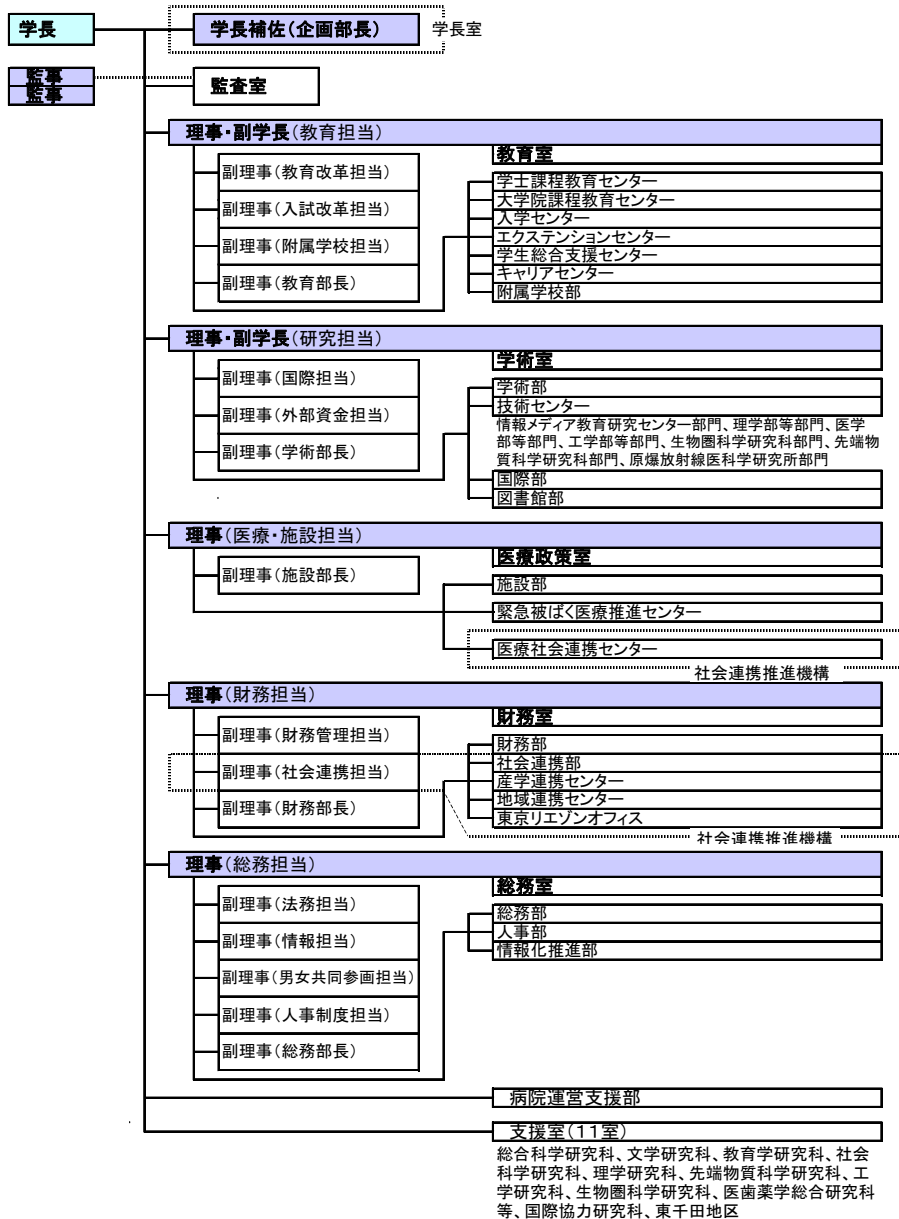 学長
学長補佐(企画部長)
学長室
監事
監事
監査室
理事・副学長(教育担当)
教育室
副理事(教育改革担当)
副理事(入試改革担当)
副理事(附属学校担当)
副理事(教育部長)
学士課程教育センター
大学院課程教育センター
入学センター
エクステンションセンター
学生総合支援センター
キャリアセンター
附属学校部
理事・副学長(研究担当)
学術室
副理事(国際担当)
副理事(外部資金担当)
副理事(学術部長)
学術部
技術センター
情報メディア教育研究センター部門、理学部等部門、医学
部等部門、工学部等部門、生物圏科学研究科部門、先端物
質科学研究科部門、原爆放射線医科学研究所部門
国際部
図書館部
理事(医療・施設担当)
医療政策室
副理事(施設部長)
施設部
緊急被ばく医療推進センター
医療社会連携センター
社会連携推進機構
理事(財務担当)
財務室
副理事(財務管理担当)
副理事(社会連携担当)
副理事(財務部長)
財務部
社会連携部
産学連携センター
地域連携センター
東京リエゾンオフィス
社会連携推進機構
理事(総務担当)
総務室
副理事(法務担当)
副理事(情報担当)
副理事(男女共同参画担当)
副理事(人事制度担当)
副理事(総務部長)
総務部
人事部
情報化推進部
病院運営支援部
支援室(11室)
総合科学研究科、文学研究科、教育学研究科、社会
科学研究科、理学研究科、先端物質科学研究科、工
学研究科、生物圏科学研究科、医歯薬学総合研究科
等、国際協力研究科、東千田地区